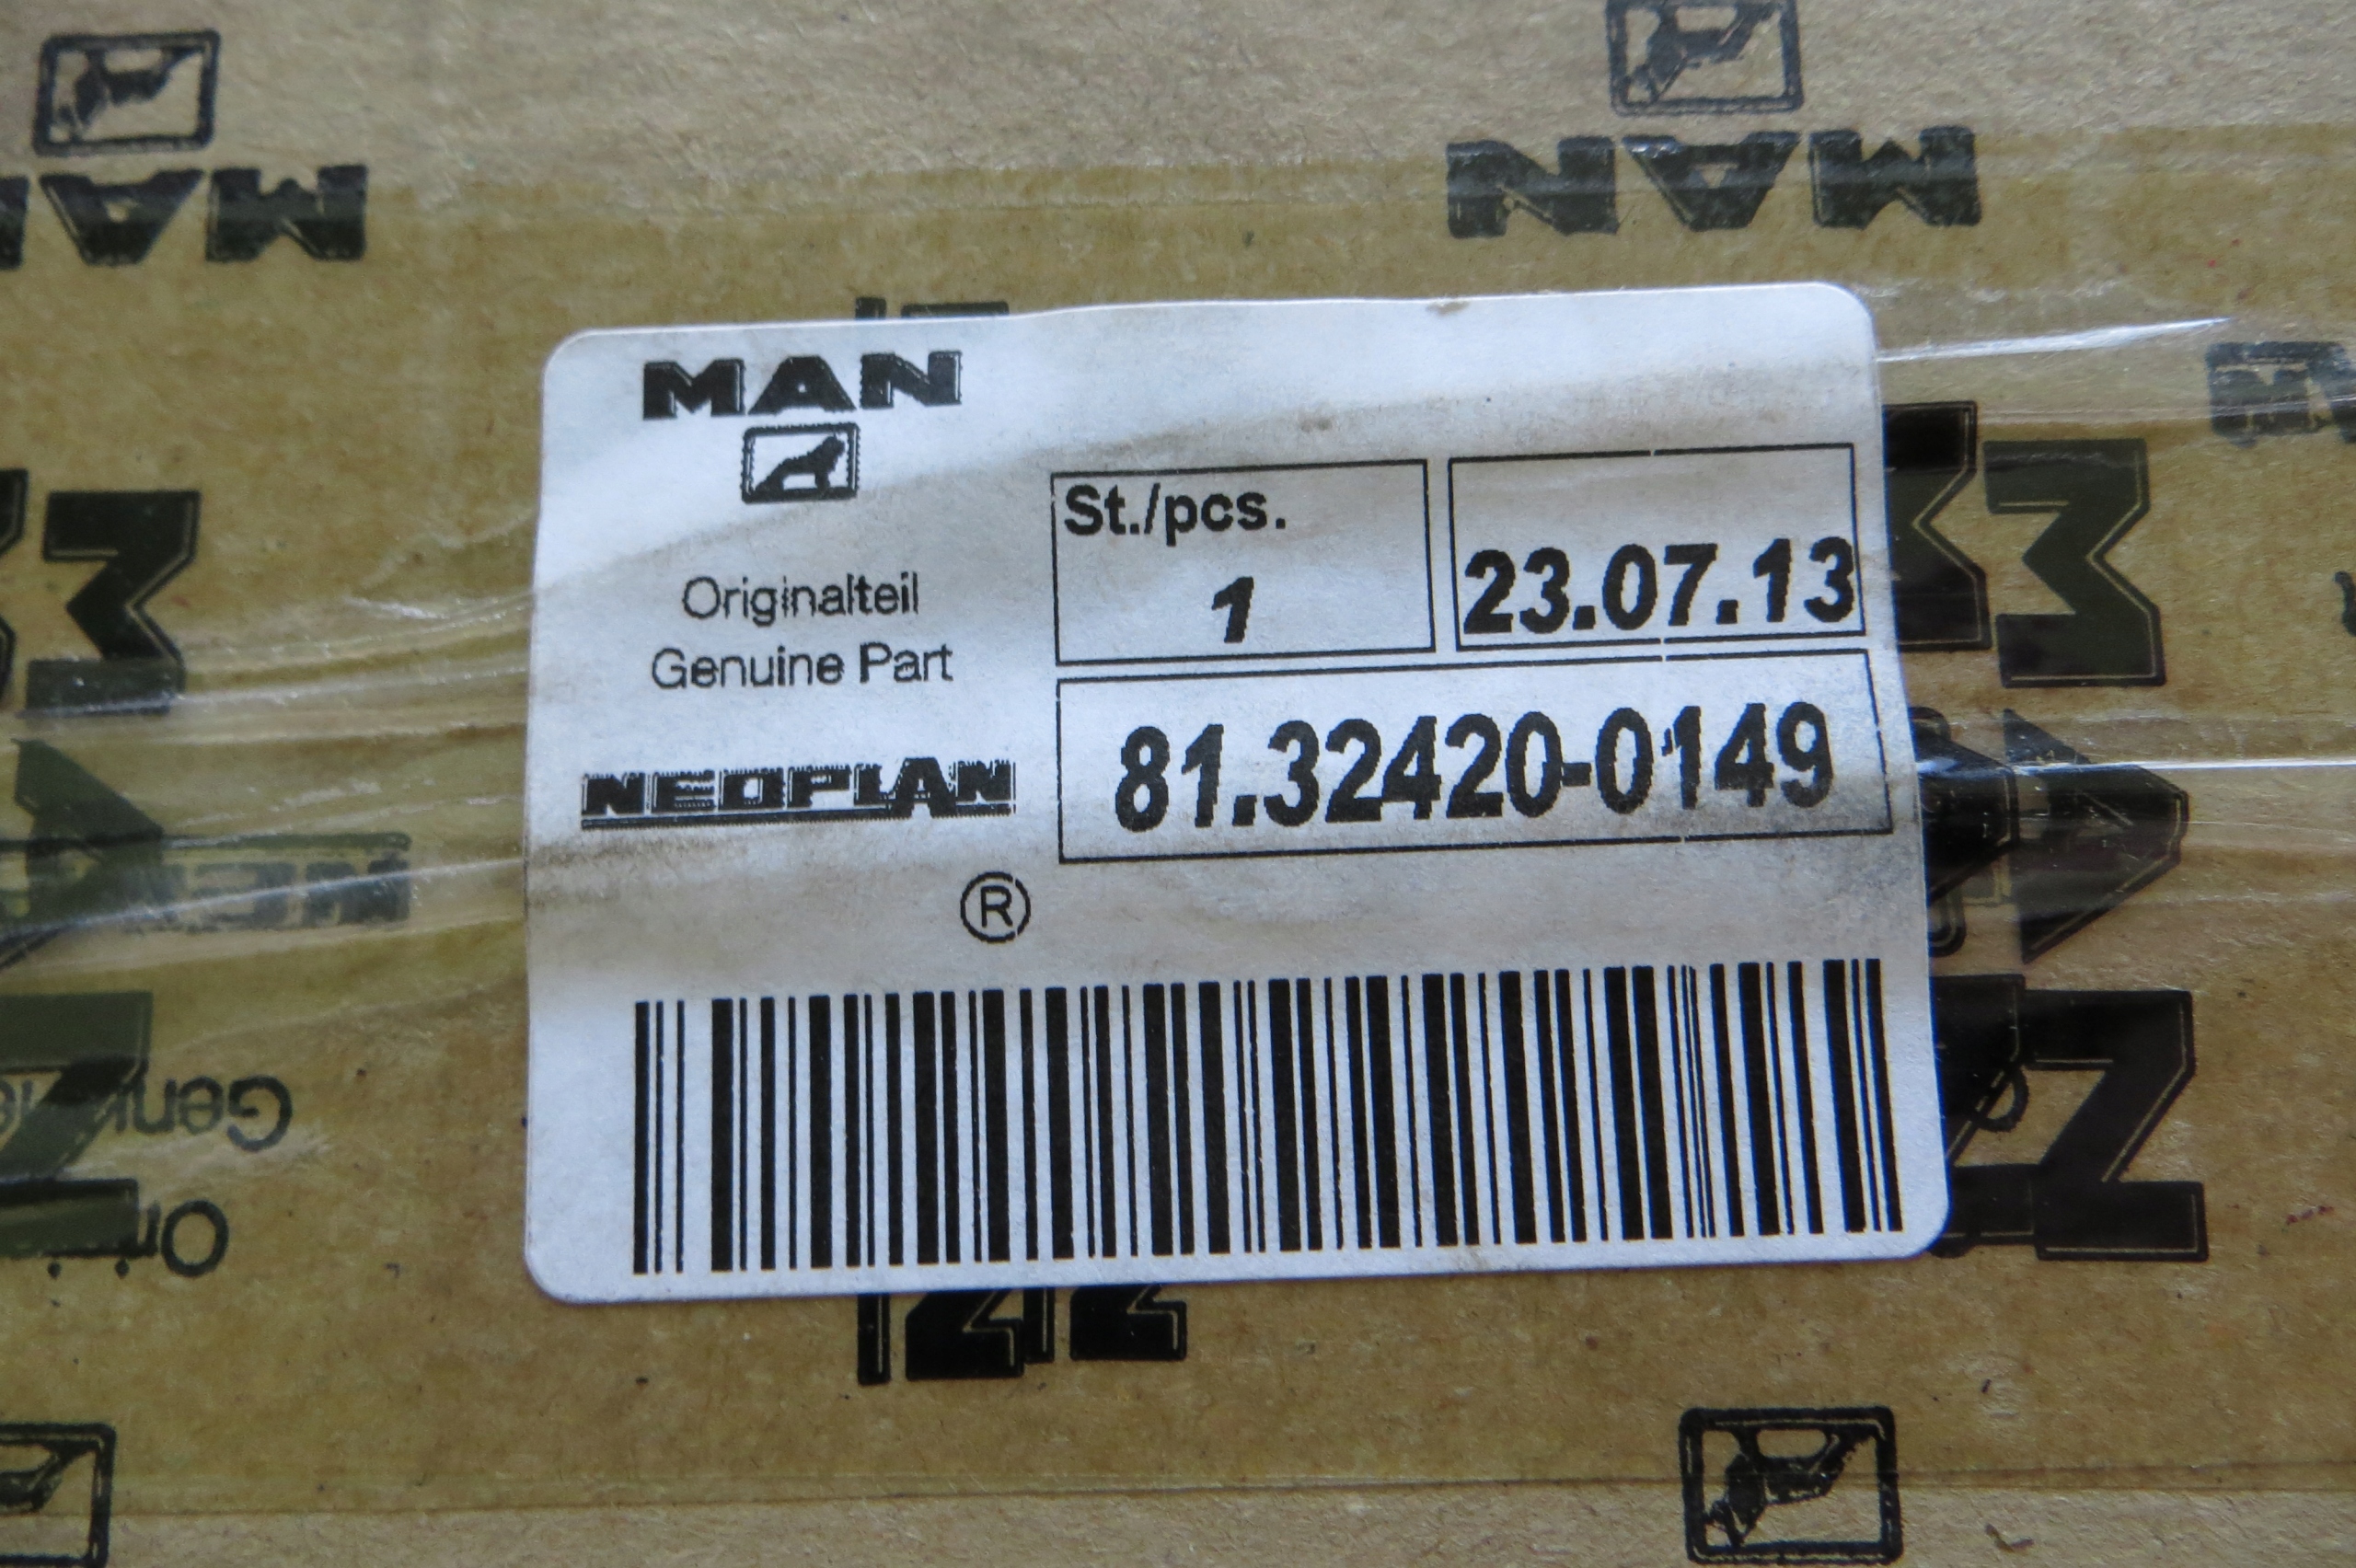 MAN
MAN
MAN
St./pcs.
1
23.07.13
Originalteil
Genuine Part
81.32420-0149
NEOPLAN
®